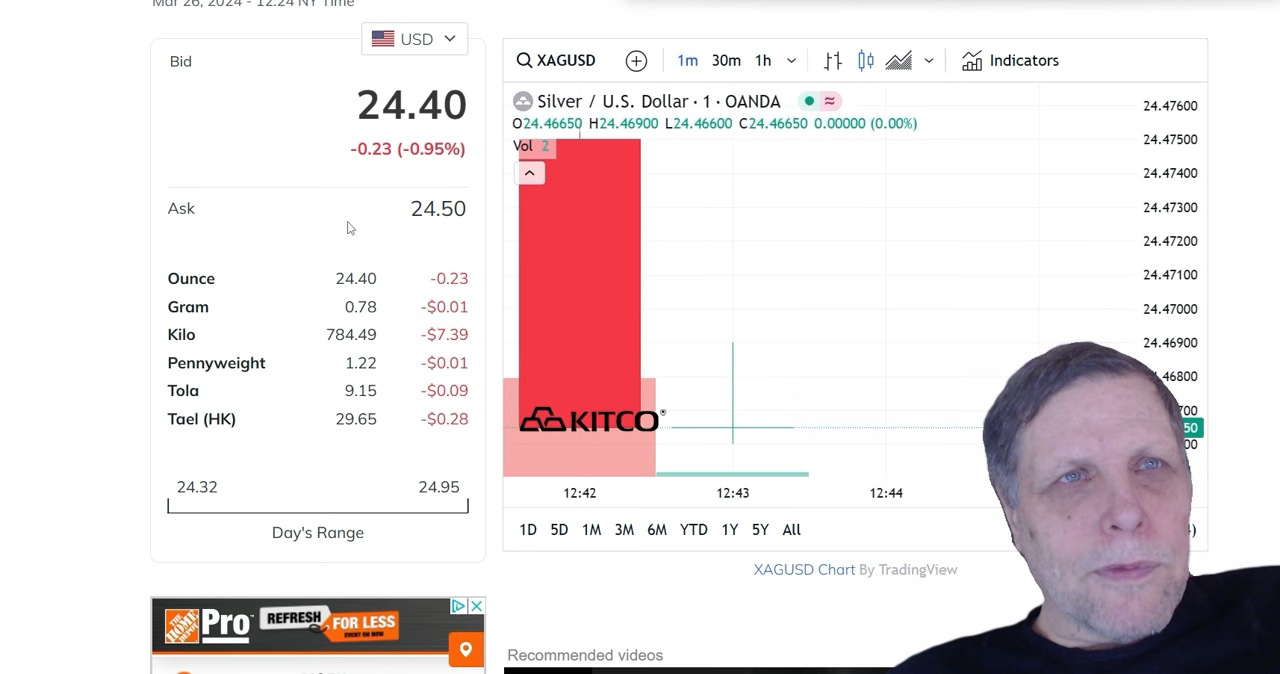 Mar 26, 2024 - 12:24 NY Time
USD
Bid
24.40
-0.23 (-0.95%)
Ask 24.50
Ounce 24.40 -0.23
Gram 0.78 -$0.01
Kilo 784.49 -$7.39
Pennyweight 1.22 -$0.01
Tola 9.15 -$0.09
Tael (HK) 29.65 -$0.28
24.32 24.95
Day's Range
XAGUSD 1m 30m 1h Indicators
Silver / U.S. Dollar · 1 · OANDA
O24.46650 H24.46900 L24.46600 C24.46650 0.00000 (0.00%)
Vol 2
24.47600
24.47500
24.47400
24.47300
24.47200
24.47100
24.47000
24.46900
KITCO®
12:42 12:43 12:44
1D 5D 1M 3M 6M YTD 1Y 5Y All
XAGUSD Chart By TradingView
THE HOME DEPOT Pro REFRESH FOR LESS
EVENT ON NOW
Recommended videos